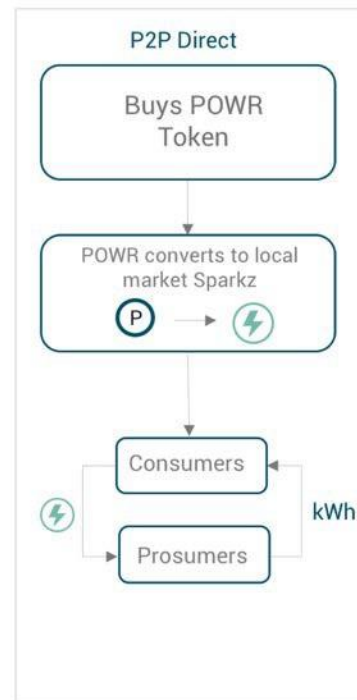 P2P Direct
Buys POWR
Token
POWR converts to local
market Sparkz
P
Consumers
kWh
Prosumers